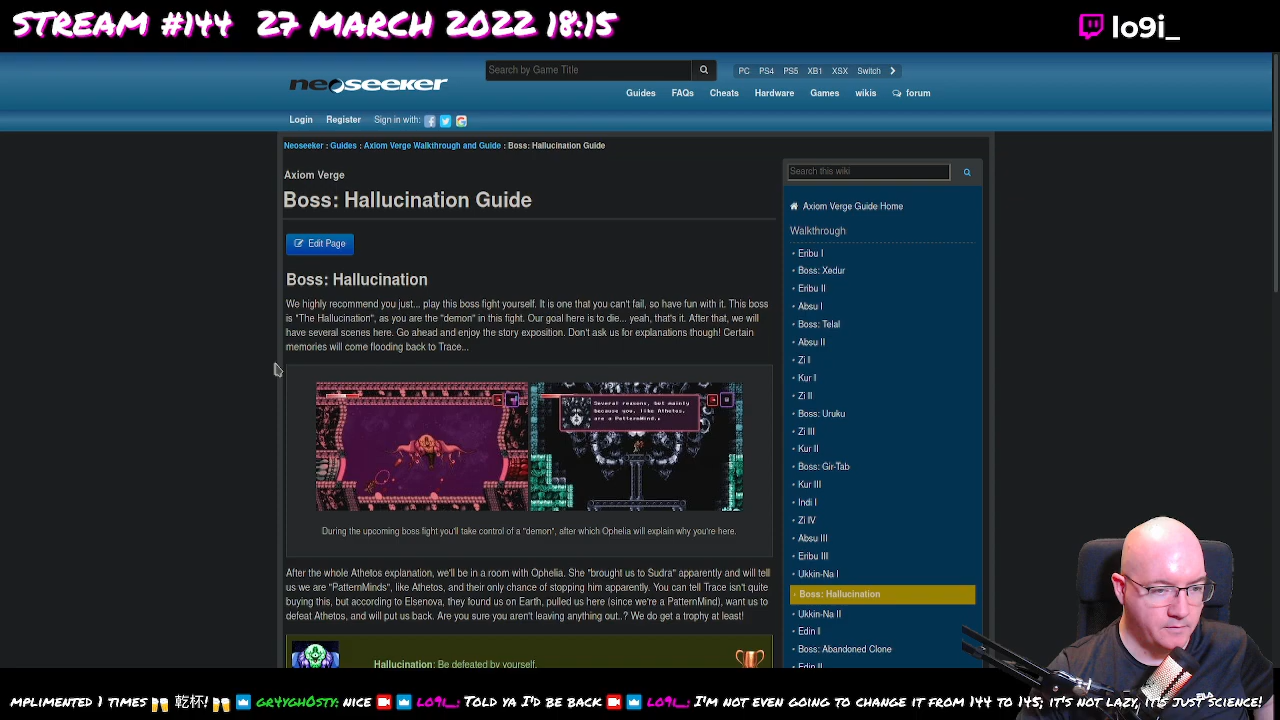 STREAM #144 27 MARCH 2022 18:15
lo9i_
neoseeker
Search by Game Title
PC PS4 PS5 XB1 XSX Switch
Guides FAQs Cheats Hardware Games wikis forum
Login Register Sign in with:
Neoseeker : Guides : Axiom Verge Walkthrough and Guide : Boss: Hallucination Guide
Axiom Verge
Boss: Hallucination Guide
Edit Page
Boss: Hallucination
We highly recommend you just... play this boss fight yourself. It is one that you can't fail, so have fun with it. This boss
is "The Hallucination", as you are the "demon" in this fight. Our goal here is to die... yeah, that's it. After that, we will
have several scenes here. Go ahead and enjoy the story exposition. Don't ask us for explanations though! Certain
memories will come flooding back to Trace...
Several reasons, but mainly
because you, like Athetos,
are a PatternMind.
During the upcoming boss fight you'll take control of a "demon", after which Ophelia will explain why you're here.
After the whole Athetos explanation, we'll be in a room with Ophelia. She "brought us to Sudra" apparently and will tell
us we are "PatternMinds", like Athetos, and their only chance of stopping him apparently. You can tell Trace isn't quite
buying this, but according to Elsenova, they found us on Earth, pulled us here (since we're a PatternMind), want us to
defeat Athetos, and will put us back. Are you sure you aren't leaving anything out..? We do get a trophy at least!
Hallucination: Be defeated by yourself.
Search this wiki
Axiom Verge Guide Home
Walkthrough
Eribu I
Boss: Xedur
Eribu II
Absu I
Boss: Telal
Absu II
Zi I
Kur I
Zi II
Boss: Uruku
Zi III
Kur II
Boss: Gir-Tab
Kur III
Indi I
Zi IV
Absu III
Eribu III
Ukkin-Na I
Boss: Hallucination
Ukkin-Na II
Edin I
Boss: Abandoned Clone
Edin II
mplimented 1 times 乾杯! gr4ygh0sty: nice lo9i_: Told ya I'd be back lo9i_: I'm not even going to change it from 144 to 145. It's not lazy, it's just science!